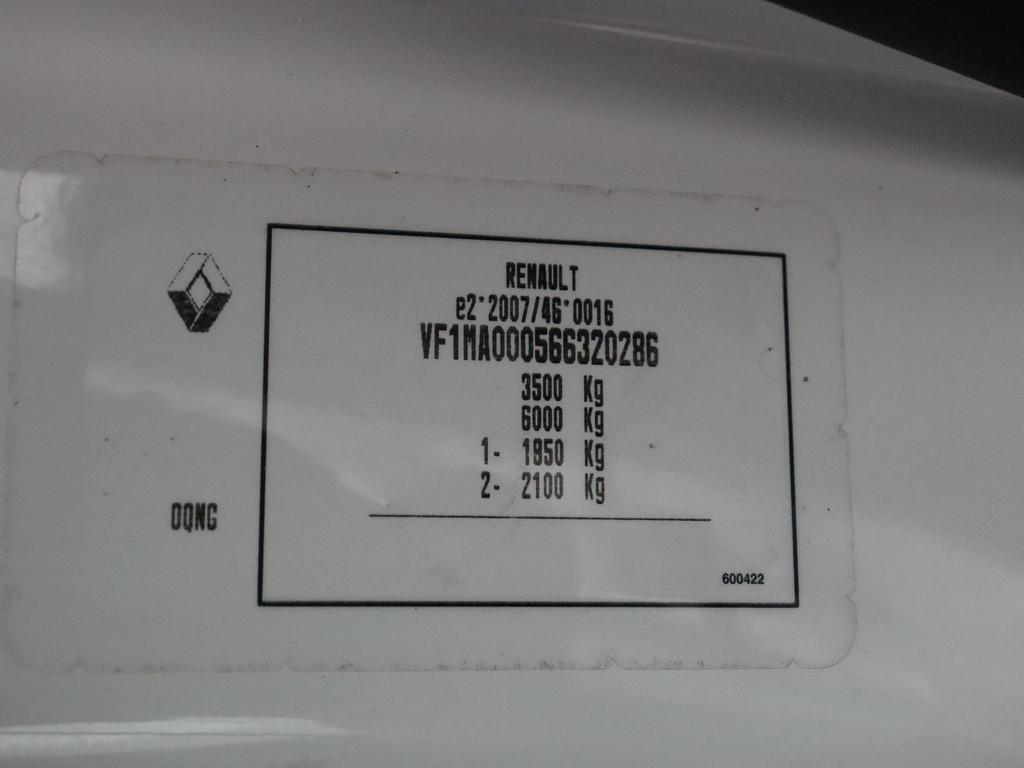 RENAULT
e2*2007/46*0016
VF1MA000566320286
3500 Kg
6000 Kg
1- 1850 Kg
2- 2100 Kg
OQNG
600422